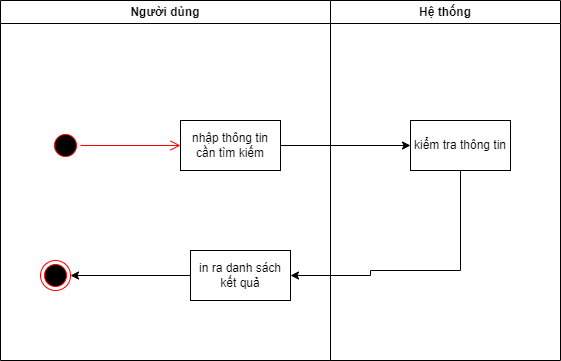 Người dùng
Hệ thống
nhập thông tin
cần tìm kiếm
kiểm tra thông tin
in ra danh sách
kết quả